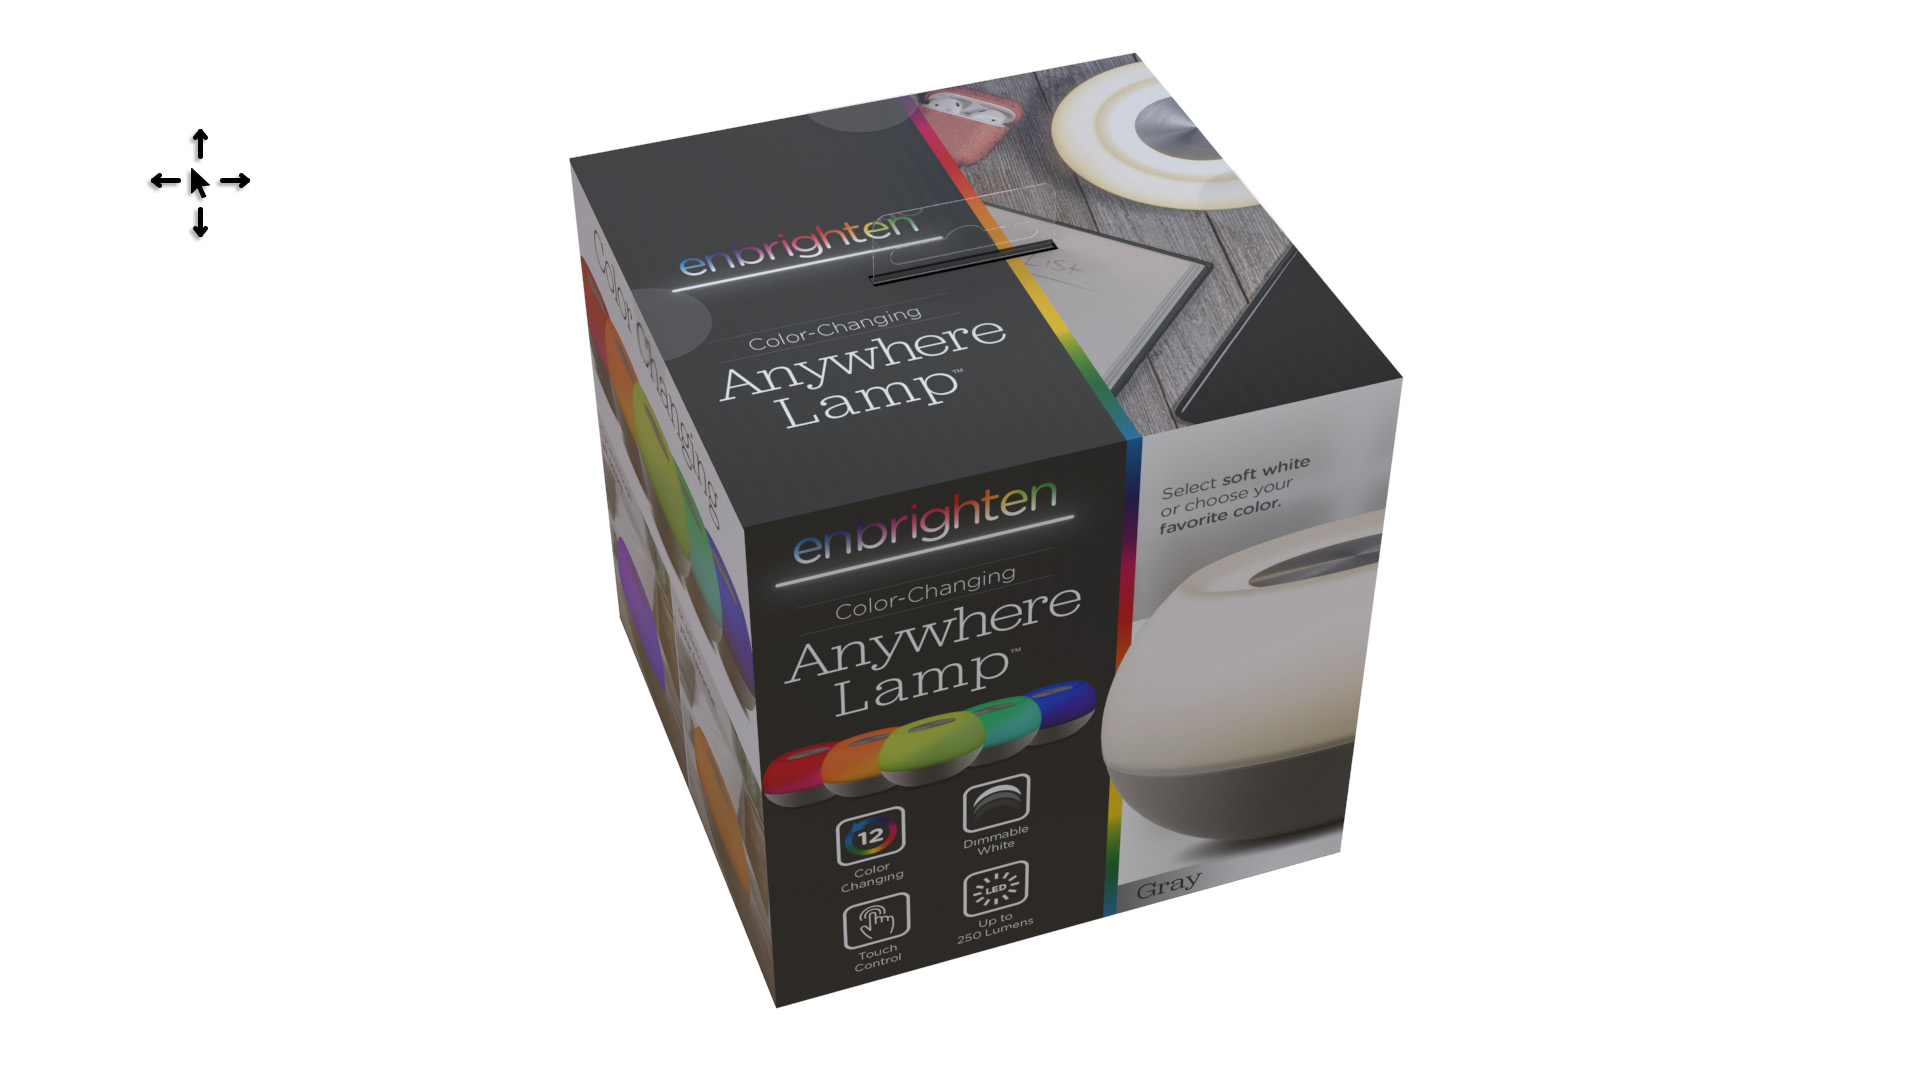 enbrighten
Color-Changing
Anywhere
Lamp™
List
enbrighten
Color-Changing
Anywhere
Lamp™
12
Color
Changing
Dimmable
White
Touch
Control
LED
Up to
250 Lumens
Select soft white
or choose your
favorite color.
Gray
Color Changing